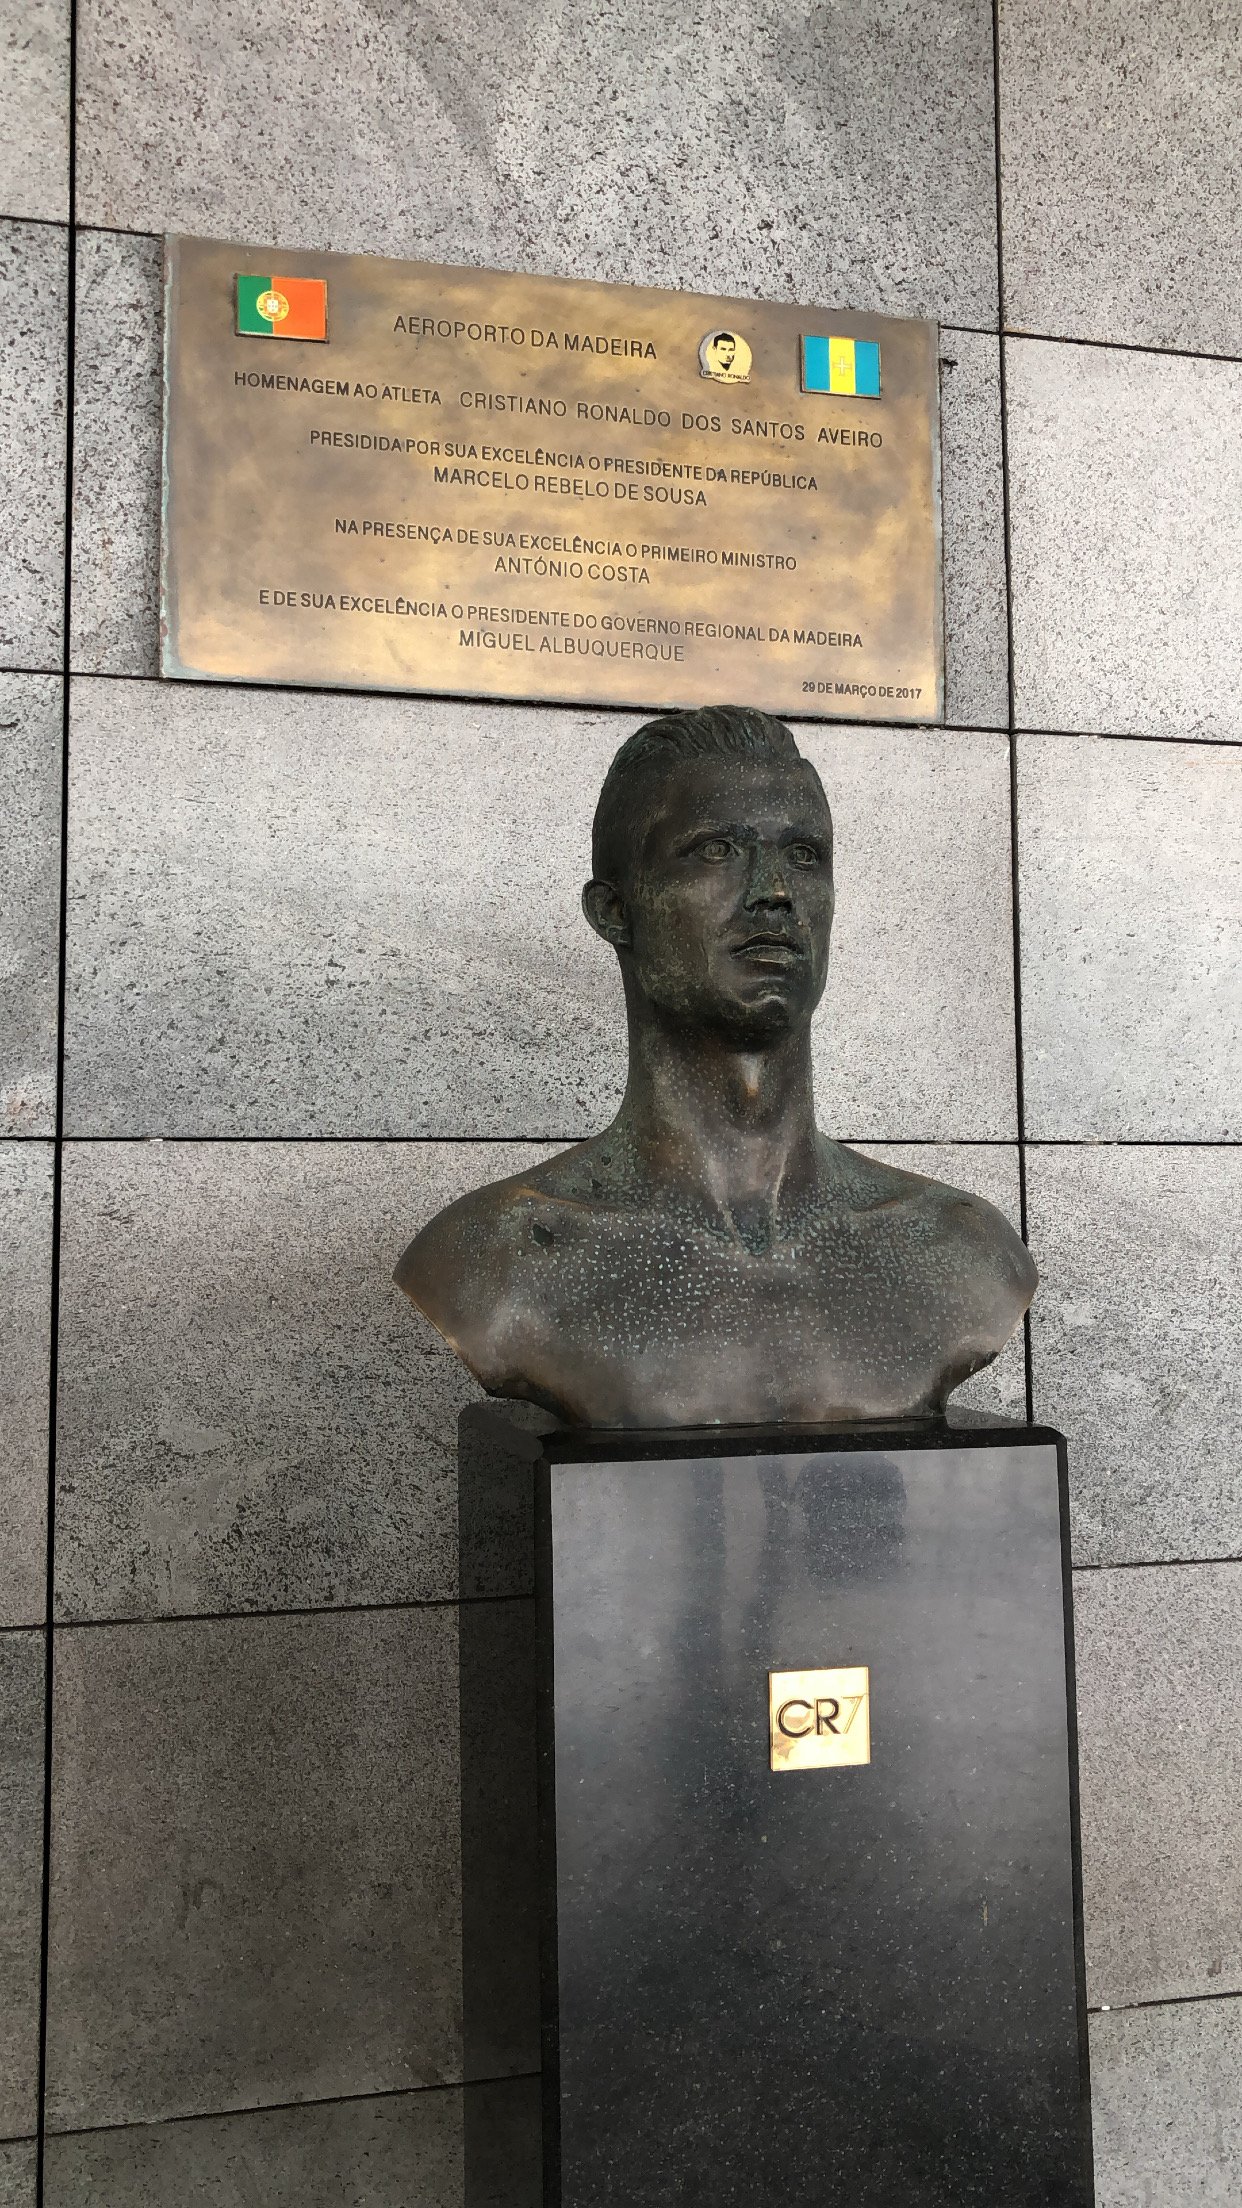 AEROPORTO DA MADEIRA
CRISTIANO RONALDO
HOMENAGEM AO ATLETA CRISTIANO RONALDO DOS SANTOS AVEIRO
PRESIDIDA POR SUA EXCELÊNCIA O PRESIDENTE DA REPÚBLICA
MARCELO REBELO DE SOUSA
NA PRESENÇA DE SUA EXCELÊNCIA O PRIMEIRO MINISTRO
ANTÓNIO COSTA
E DE SUA EXCELÊNCIA O PRESIDENTE DO GOVERNO REGIONAL DA MADEIRA
MIGUEL ALBUQUERQUE
29 DE MARÇO DE 2017
CR7